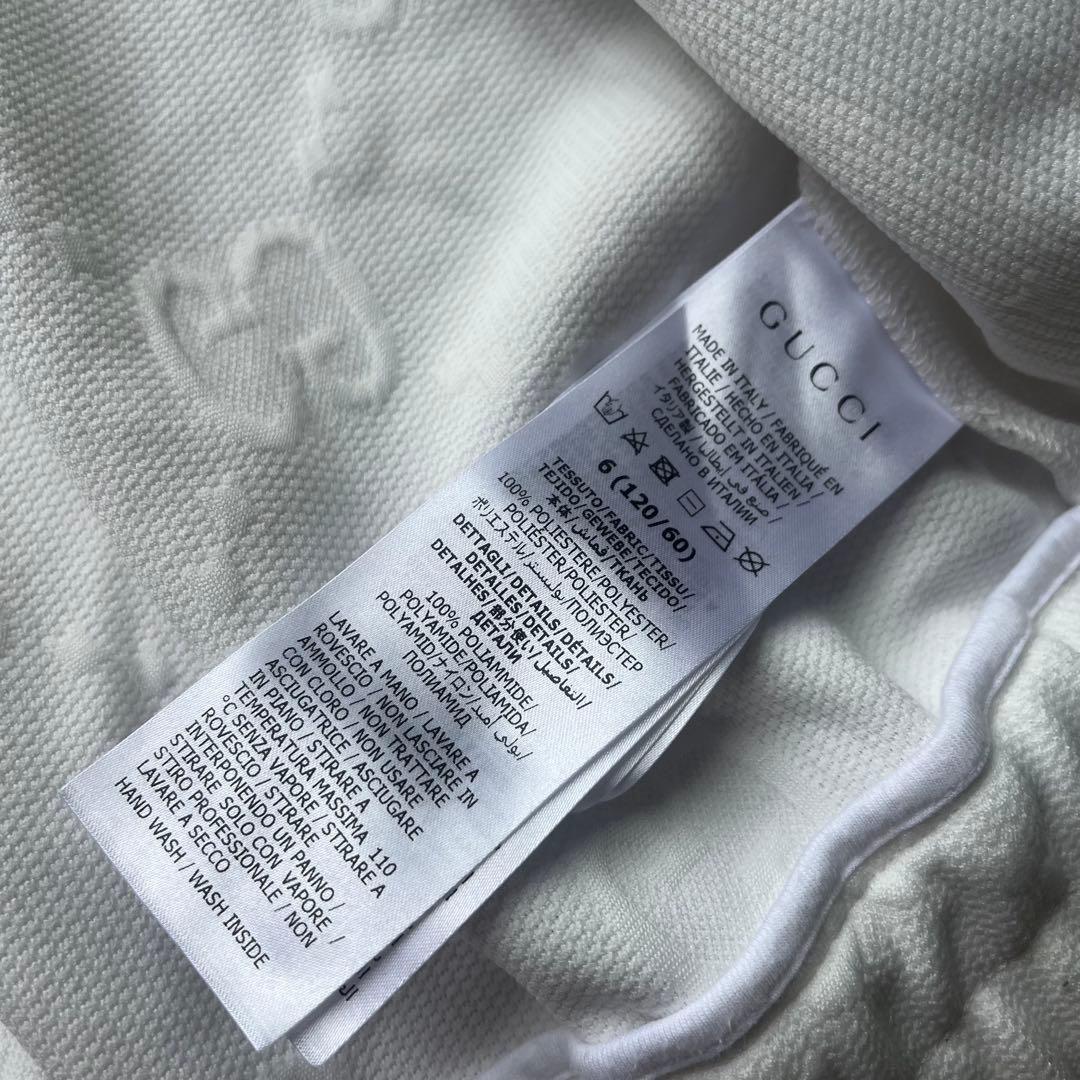 GUCCI
MADE IN ITALY / FABRIQUÉ EN
ITALIE / HECHO EN ITALIA/
HERGESTELLT IN ITALIEN
FABRICADO EM ITÁLIA/
イタリア製 / صنع في إيطاليا /
СДЕЛАНО В ИТАЛИИ
6 (120/60)
TESSUTO/FABRIC/TISSU/
TEJIDO/GEWEBE/TECIDO/
本体/قماش/ТКАНЬ
100% POLIESTERE/POLYESTER/
POLIÉSTER/POLIESTER/
ポリエステル/بوليستر/ПОЛИЭСТЕР
DETTAGLI/DETAILS/DÉTAILS/
DETALLES/DETAILS/
DETALHES/部分使い/التفاصيل/
ДЕТАЛИ
100% POLIAMMIDE/
POLYAMIDE/POLIAMIDA/
POLYAMID/ナイロン/بولي أميد/
ПОЛИАМИД
LAVARE A MANO / LAVARE A
ROVESCIO / NON LASCIARE IN
AMMOLLO / NON TRATTARE
CON CLORO / NON USARE
ASCIUGATRICE / ASCIUGARE
IN PIANO / STIRARE A
TEMPERATURA MASSIMA 110
°C SENZA VAPORE / STIRARE A
ROVESCIO / STIRARE
INTERPONENDO UN PANNO /
STIRARE SOLO CON VAPORE /
STIRO PROFESSIONALE / NON
LAVARE A SECCO
HAND WASH / WASH INSIDE